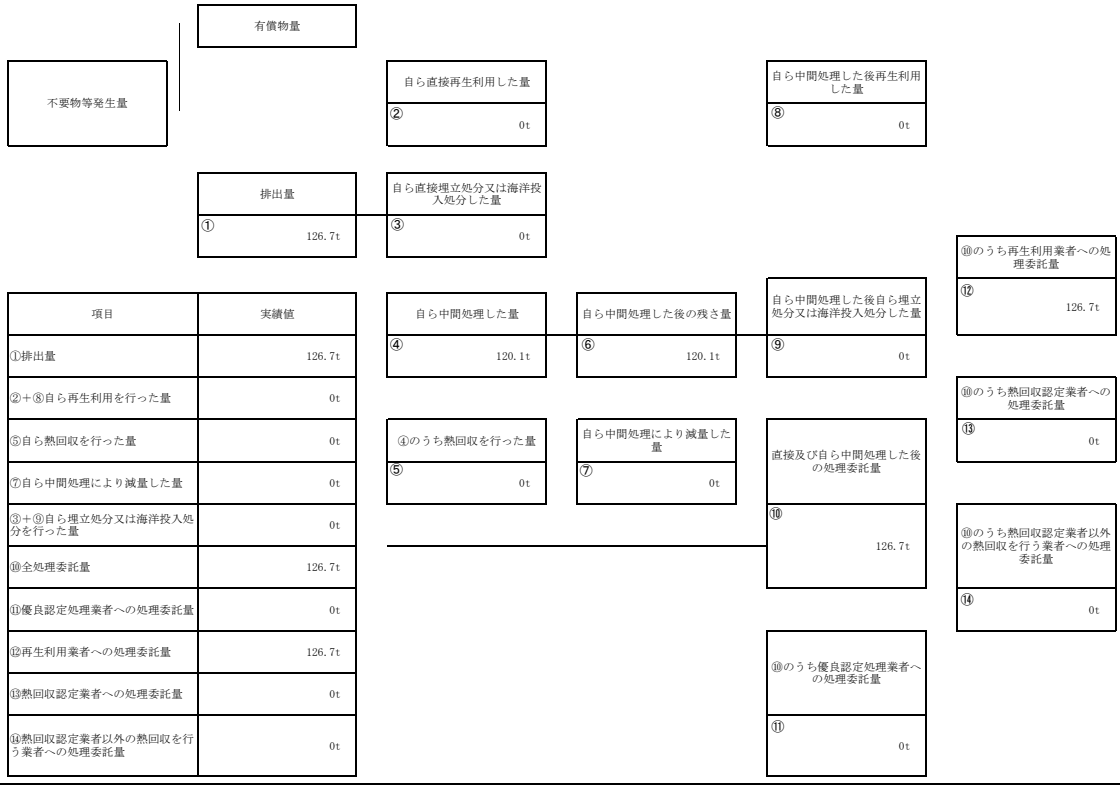 有償物量
不要物等発生量
自ら直接再生利用した量
②
0t
自ら中間処理した後再生利用
した量
⑧
0t
排出量
①
126.7t
自ら直接埋立処分又は海洋投
入処分した量
③
0t
⑩のうち再生利用業者への処
理委託量
⑫
126.7t
項目
実績値
①排出量
126.7t
②+⑧自ら再生利用を行った量
0t
⑤自ら熱回収を行った量
0t
⑦自ら中間処理により減量した量
0t
③+⑨自ら埋立処分又は海洋投入処
分を行った量
0t
⑩全処理委託量
126.7t
⑪優良認定処理業者への処理委託量
0t
⑫再生利用業者への処理委託量
126.7t
⑬熱回収認定業者への処理委託量
0t
⑭熱回収認定業者以外の熱回収を行
う業者への処理委託量
0t
自ら中間処理した量
④
120.1t
自ら中間処理した後の残さ量
⑥
120.1t
自ら中間処理した後自ら埋立
処分又は海洋投入処分した量
⑨
0t
④のうち熱回収を行った量
⑤
0t
自ら中間処理により減量した
量
⑦
0t
直接及び自ら中間処理した後
の処理委託量
⑩
126.7t
⑩のうち熱回収認定業者への
処理委託量
⑬
0t
⑩のうち熱回収認定業者以外
の熱回収を行う業者への処理
委託量
⑭
0t
⑩のうち優良認定処理業者へ
の処理委託量
⑪
0t